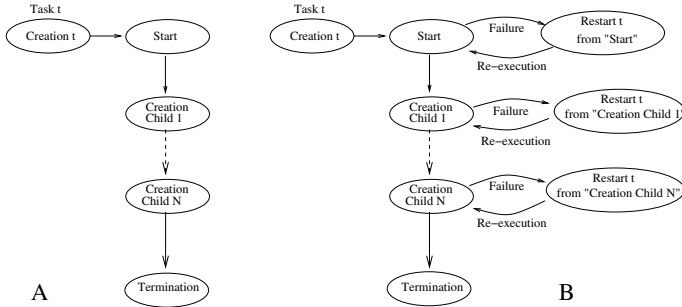 Task t
Creation t
Start
Creation
Child 1
Creation
Child N
Termination
A
Task t
Creation t
Start
Failure
Re−execution
Restart t
from "Start"
Creation
Child 1
Failure
Re−execution
Restart t
from "Creation Child 1"
Creation
Child N
Failure
Re−execution
Restart t
from "Creation Child N"
Termination
B